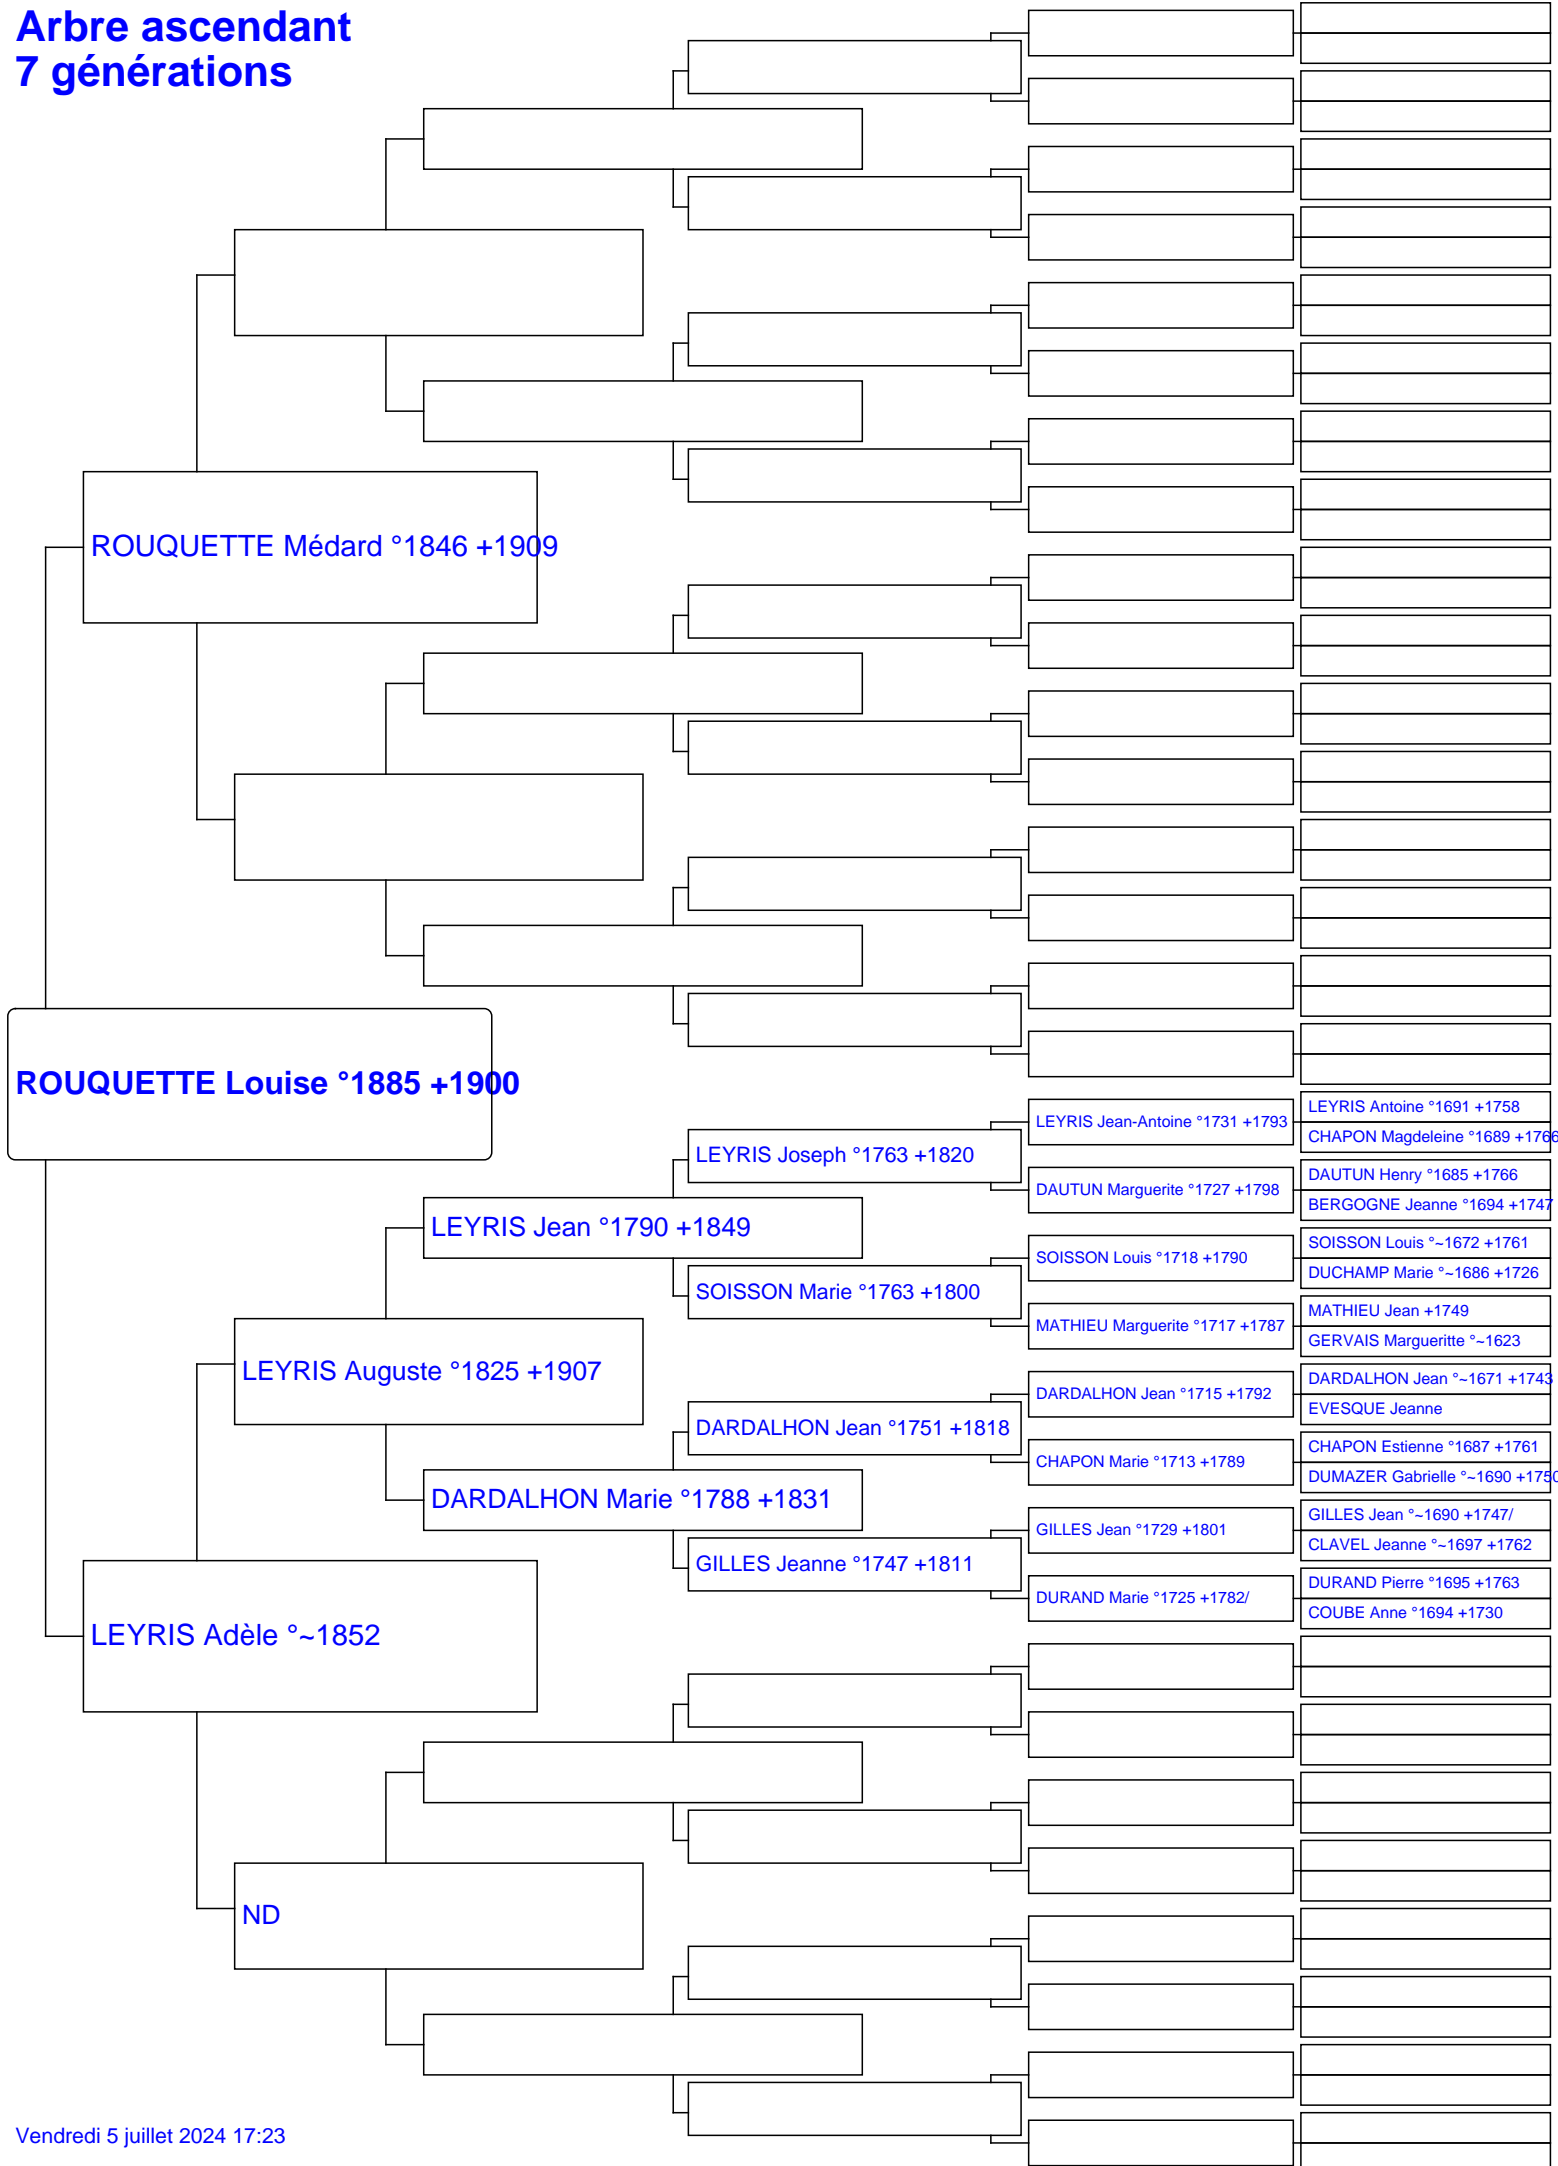 Arbre ascendant
7 générations
ROUQUETTE Médard °1846 +1909
ROUQUETTE Louise °1885 +1900
LEYRIS Antoine °1691 +1758
LEYRIS Jean-Antoine °1731 +1793
CHAPON Magdeleine °1689 +1766
LEYRIS Joseph °1763 +1820
DAUTUN Henry °1685 +1766
DAUTUN Marguerite °1727 +1798
BERGOGNE Jeanne °1694 +1747
LEYRIS Jean °1790 +1849
SOISSON Louis °~1672 +1761
SOISSON Louis °1718 +1790
DUCHAMP Marie °~1686 +1726
SOISSON Marie °1763 +1800
MATHIEU Jean +1749
MATHIEU Marguerite °1717 +1787
GERVAIS Margueritte °~1623
LEYRIS Auguste °1825 +1907
DARDALHON Jean °~1671 +1743
DARDALHON Jean °1715 +1792
EVESQUE Jeanne
DARDALHON Jean °1751 +1818
CHAPON Estienne °1687 +1761
CHAPON Marie °1713 +1789
DUMAZER Gabrielle °~1690 +1750
DARDALHON Marie °1788 +1831
GILLES Jean °~1690 +1747/
GILLES Jean °1729 +1801
CLAVEL Jeanne °~1697 +1762
GILLES Jeanne °1747 +1811
DURAND Pierre °1695 +1763
DURAND Marie °1725 +1782/
COUBE Anne °1694 +1730
LEYRIS Adèle °~1852
ND
Vendredi 5 juillet 2024 17:23